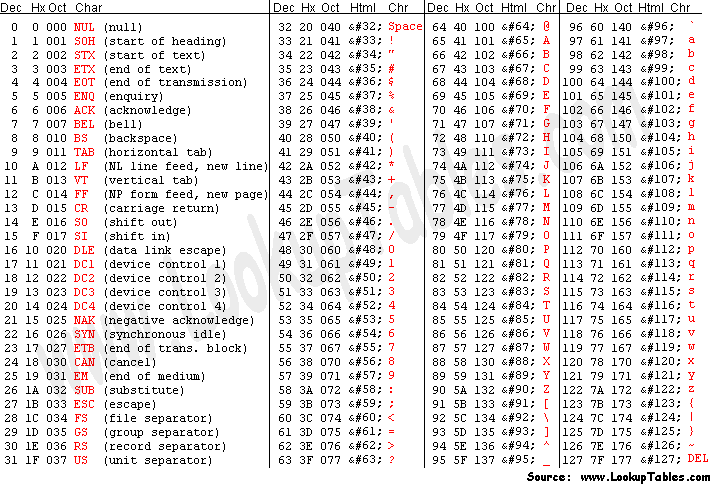 Dec Hx Oct Char Dec Hx Oct Html Chr Dec Hx Oct Html Chr Dec Hx Oct Html Chr
0 0 000 NUL (null) 32 20 040 &#32; Space 64 40 100 &#64; @ 96 60 140 &#96; `
1 1 001 SOH (start of heading) 33 21 041 &#33; ! 65 41 101 &#65; A 97 61 141 &#97; a
2 2 002 STX (start of text) 34 22 042 &#34; " 66 42 102 &#66; B 98 62 142 &#98; b
3 3 003 ETX (end of text) 35 23 043 &#35; # 67 43 103 &#67; C 99 63 143 &#99; c
4 4 004 EOT (end of transmission) 36 24 044 &#36; $ 68 44 104 &#68; D 100 64 144 &#100; d
5 5 005 ENQ (enquiry) 37 25 045 &#37; % 69 45 105 &#69; E 101 65 145 &#101; e
6 6 006 ACK (acknowledge) 38 26 046 &#38; & 70 46 106 &#70; F 102 66 146 &#102; f
7 7 007 BEL (bell) 39 27 047 &#39; ' 71 47 107 &#71; G 103 67 147 &#103; g
8 8 010 BS (backspace) 40 28 050 &#40; ( 72 48 110 &#72; H 104 68 150 &#104; h
9 9 011 TAB (horizontal tab) 41 29 051 &#41; ) 73 49 111 &#73; I 105 69 151 &#105; i
10 A 012 LF (NL line feed, new line) 42 2A 052 &#42; * 74 4A 112 &#74; J 106 6A 152 &#106; j
11 B 013 VT (vertical tab) 43 2B 053 &#43; + 75 4B 113 &#75; K 107 6B 153 &#107; k
12 C 014 FF (NP form feed, new page) 44 2C 054 &#44; , 76 4C 114 &#76; L 108 6C 154 &#108; l
13 D 015 CR (carriage return) 45 2D 055 &#45; - 77 4D 115 &#77; M 109 6D 155 &#109; m
14 E 016 SO (shift out) 46 2E 056 &#46; . 78 4E 116 &#78; N 110 6E 156 &#110; n
15 F 017 SI (shift in) 47 2F 057 &#47; / 79 4F 117 &#79; O 111 6F 157 &#111; o
16 10 020 DLE (data link escape) 48 30 060 &#48; 0 80 50 120 &#80; P 112 70 160 &#112; p
17 11 021 DC1 (device control 1) 49 31 061 &#49; 1 81 51 121 &#81; Q 113 71 161 &#113; q
18 12 022 DC2 (device control 2) 50 32 062 &#50; 2 82 52 122 &#82; R 114 72 162 &#114; r
19 13 023 DC3 (device control 3) 51 33 063 &#51; 3 83 53 123 &#83; S 115 73 163 &#115; s
20 14 024 DC4 (device control 4) 52 34 064 &#52; 4 84 54 124 &#84; T 116 74 164 &#116; t
21 15 025 NAK (negative acknowledge) 53 35 065 &#53; 5 85 55 125 &#85; U 117 75 165 &#117; u
22 16 026 SYN (synchronous idle) 54 36 066 &#54; 6 86 56 126 &#86; V 118 76 166 &#118; v
23 17 027 ETB (end of trans. block) 55 37 067 &#55; 7 87 57 127 &#87; W 119 77 167 &#119; w
24 18 030 CAN (cancel) 56 38 070 &#56; 8 88 58 130 &#88; X 120 78 170 &#120; x
25 19 031 EM (end of medium) 57 39 071 &#57; 9 89 59 131 &#89; Y 121 79 171 &#121; y
26 1A 032 SUB (substitute) 58 3A 072 &#58; : 90 5A 132 &#90; Z 122 7A 172 &#122; z
27 1B 033 ESC (escape) 59 3B 073 &#59; ; 91 5B 133 &#91; [ 123 7B 173 &#123; {
28 1C 034 FS (file separator) 60 3C 074 &#60; < 92 5C 134 &#92; \ 124 7C 174 &#124; |
29 1D 035 GS (group separator) 61 3D 075 &#61; = 93 5D 135 &#93; ] 125 7D 175 &#125; }
30 1E 036 RS (record separator) 62 3E 076 &#62; > 94 5E 136 &#94; ^ 126 7E 176 &#126; ~
31 1F 037 US (unit separator) 63 3F 077 &#63; ? 95 5F 137 &#95; _ 127 7F 177 &#127; DEL
www.LookupTables.com
Source: www.LookupTables.com